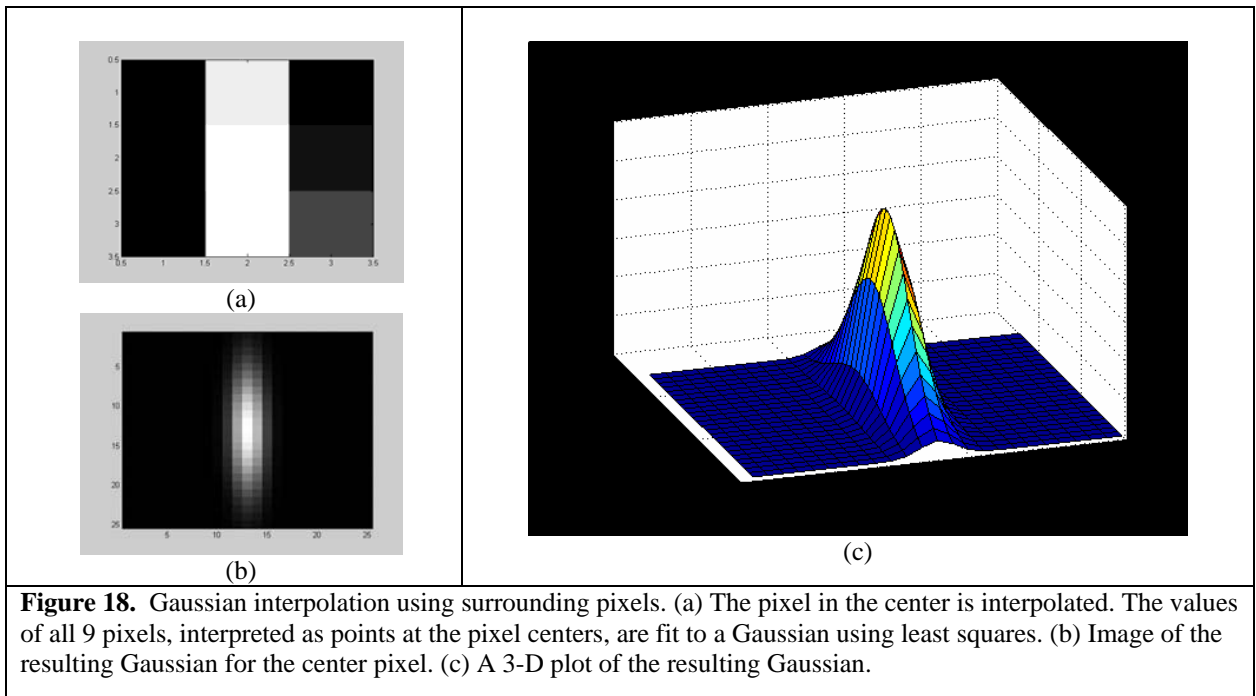 0.5
1
1.5
2
2.5
3
3.5
0.5 1 1.5 2 2.5 3 3.5
(a)
5
10
15
20
25
5 10 15 20 25
(b)
(c)
Figure 18. Gaussian interpolation using surrounding pixels. (a) The pixel in the center is interpolated. The values
of all 9 pixels, interpreted as points at the pixel centers, are fit to a Gaussian using least squares. (b) Image of the
resulting Gaussian for the center pixel. (c) A 3-D plot of the resulting Gaussian.